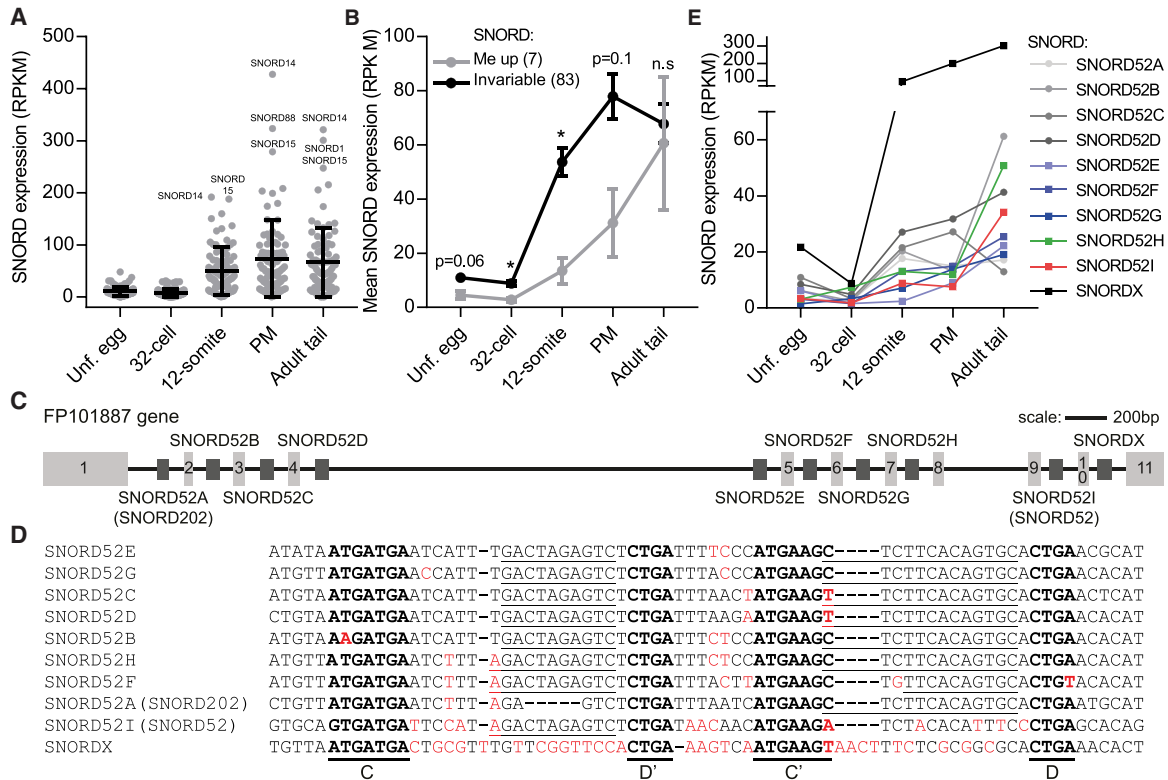 A
SNORD expression (RPKM)
500
400
300
200
100
0
SNORD14
SNORD88
SNORD15
SNORD14
SNORD1
SNORD15
SNORD14
SNORD
15
Unf. egg
32-cell
12-somite
PM
Adult tail
B
Mean SNORD expression (RPK M)
100
80
60
40
20
0
SNORD:
Me up (7)
Invariable (83)
p=0.06
*
*
p=0.1
n.s
Unf. egg
32-cell
12-somite
PM
Adult tail
E
SNORD expression (RPKM)
300
200
100
60
40
20
0
Unf. egg
32 cell
12 somite
PM
Adult tail
SNORD:
SNORD52A
SNORD52B
SNORD52C
SNORD52D
SNORD52E
SNORD52F
SNORD52G
SNORD52H
SNORD52I
SNORDX
C
FP101887 gene
scale: 200bp
SNORD52B SNORD52D SNORD52F SNORD52H SNORDX
1 2 3 4 5 6 7 8 9 10 11
SNORD52A SNORD52C SNORD52E SNORD52G SNORD52I
(SNORD202) (SNORD52)
D
SNORD52E ATATAATGATGAATCATT-TGACTAGAGTCTCTGATTTTCCCATGAAGC----TCTTCACAGTGCACTGAACGCAT
SNORD52G ATGTTATGATGAACCATT-TGACTAGAGTCTCTGATTTACCCATGAAGC----TCTTCACAGTGCACTGAACACAT
SNORD52C ATGTTATGATGAATCATT-TGACTAGAGTCTCTGATTTAACTATGAAGT----TCTTCACAGTGCACTGAACACAT
SNORD52D CTGTAATGATGAATCATT-TGACTAGAGTCTCTGATTTAAGAATGAAGT----TCTTCACAGTGCACTGAACACAT
SNORD52B ATGTAAAGATGAATCATT-TGACTAGAGTCTCTGATTTCTCCATGAAGC----TCTTCACAGTGCACTGAACACAT
SNORD52H ATGTTATGATGAATCTTT-AGACTAGAGTCTCTGATTTCTCCATGAAGC----TCTTCACAGTGCACTGAACACAT
SNORD52F ATGTTATGATGAATCTTT-AGACTAGAGTCTCTGATTTACTTATGAAGC----TGTTCACAGTGCACTGTACACAT
SNORD52A(SNORD202) CTGTTATGATGAATCTTT-AGA----GTCTCTGATTTAACCATGAAGC----TCTTCACAGTGCACTGAATGCAT
SNORD52I(SNORD52) GTGCAGTGATGATTCCAT-AGACTAGAGTCTCTGATAACAACATGAAGA----TCTACACATTTCCCTGAGCACAG
SNORDX TGTTAATGATGACTGCGTTTGTTCGGTTCCACTGA-AAGTCAATGAAGTAACTTTCTCGCGGCGCACTGAAACACT
C D' C' D